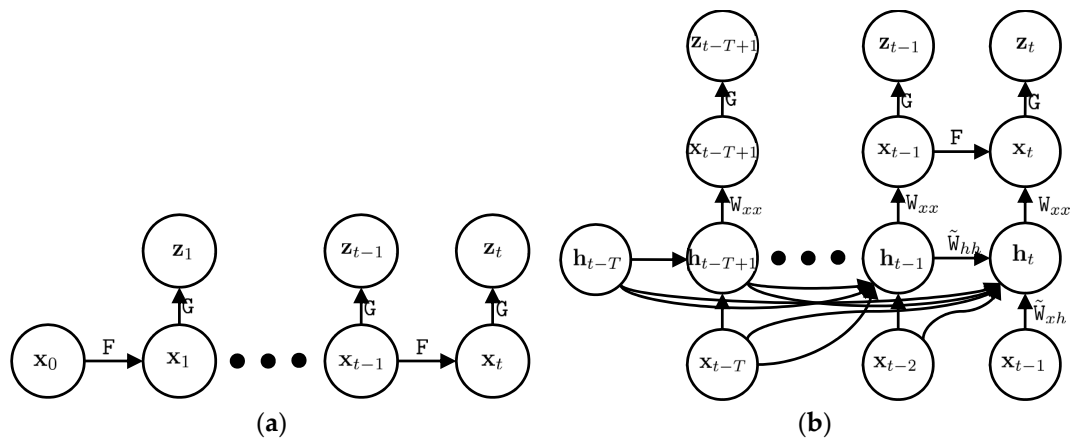 z_{t−T+1} z_{t−1} z_t
G G G
x_{t−T+1} x_{t−1} F x_t
W_{xx} W_{xx} W_{xx}
z_1 z_{t−1} z_t
h_{t−T} h_{t−T+1} h_{t−1} W̃_{hh} h_t
G G G
W̃_{xh}
x_0 F x_1 x_{t−1} F x_t
x_{t−T} x_{t−2} x_{t−1}
(a) (b)